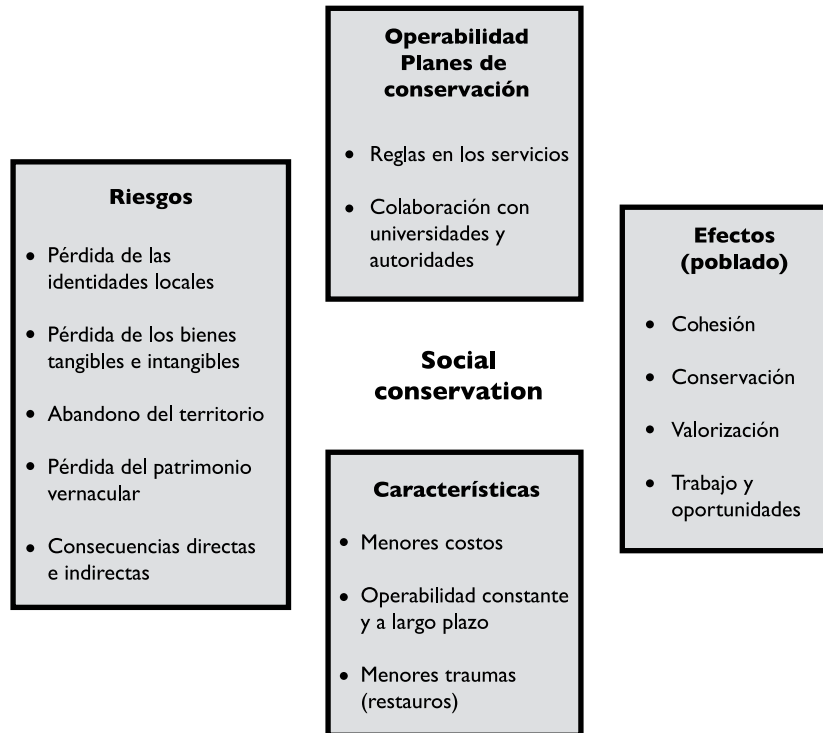 Riesgos
• Pérdida de las
identidades locales
• Pérdida de los bienes
tangibles e intangibles
• Abandono del territorio
• Pérdida del patrimonio
vernacular
• Consecuencias directas
e indirectas
Operabilidad
Planes de
conservación
• Reglas en los servicios
• Colaboración con
universidades y
autoridades
Social
conservation
Características
• Menores costos
• Operabilidad constante
y a largo plazo
• Menores traumas
(restauros)
Efectos
(poblado)
• Cohesión
• Conservación
• Valorización
• Trabajo y
oportunidades